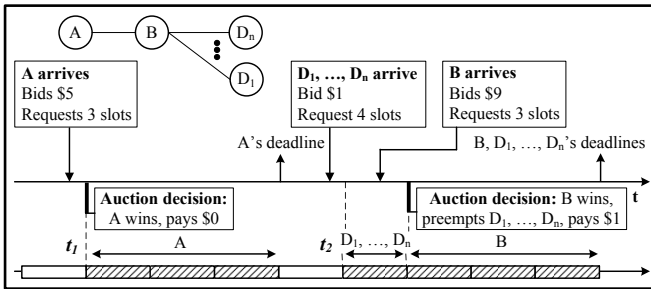 A
B
Dn
D1
A arrives
Bids $5
Requests 3 slots
D1, …, Dn arrive
Bid $1
Request 4 slots
B arrives
Bids $9
Requests 3 slots
A's deadline
B, D1, …, Dn's deadlines
t
Auction decision:
A wins, pays $0
Auction decision: B wins,
preempts D1, …, Dn, pays $1
t1
A
t2
D1, …, Dn
B